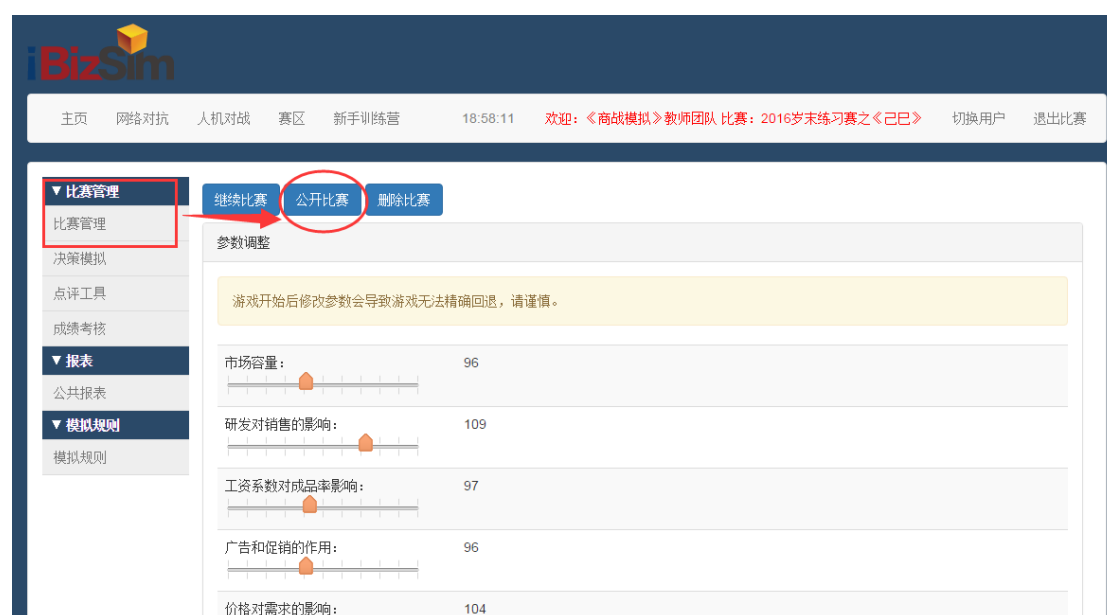 iBizSim
主页 网络对抗 人机对战 赛区 新手训练营 18:58:11 欢迎：《商战模拟》教师团队 比赛：2016岁末练习赛之《己巳》 切换用户 退出比赛
▼ 比赛管理
比赛管理
决策模拟
点评工具
成绩考核
▼ 报表
公共报表
▼ 模拟规则
模拟规则
继续比赛 公开比赛 删除比赛
参数调整
游戏开始后修改参数会导致游戏无法精确回退，请谨慎。
市场容量： 96
研发对销售的影响： 109
工资系数对成品率影响： 97
广告和促销的作用： 96
价格对需求的影响： 104